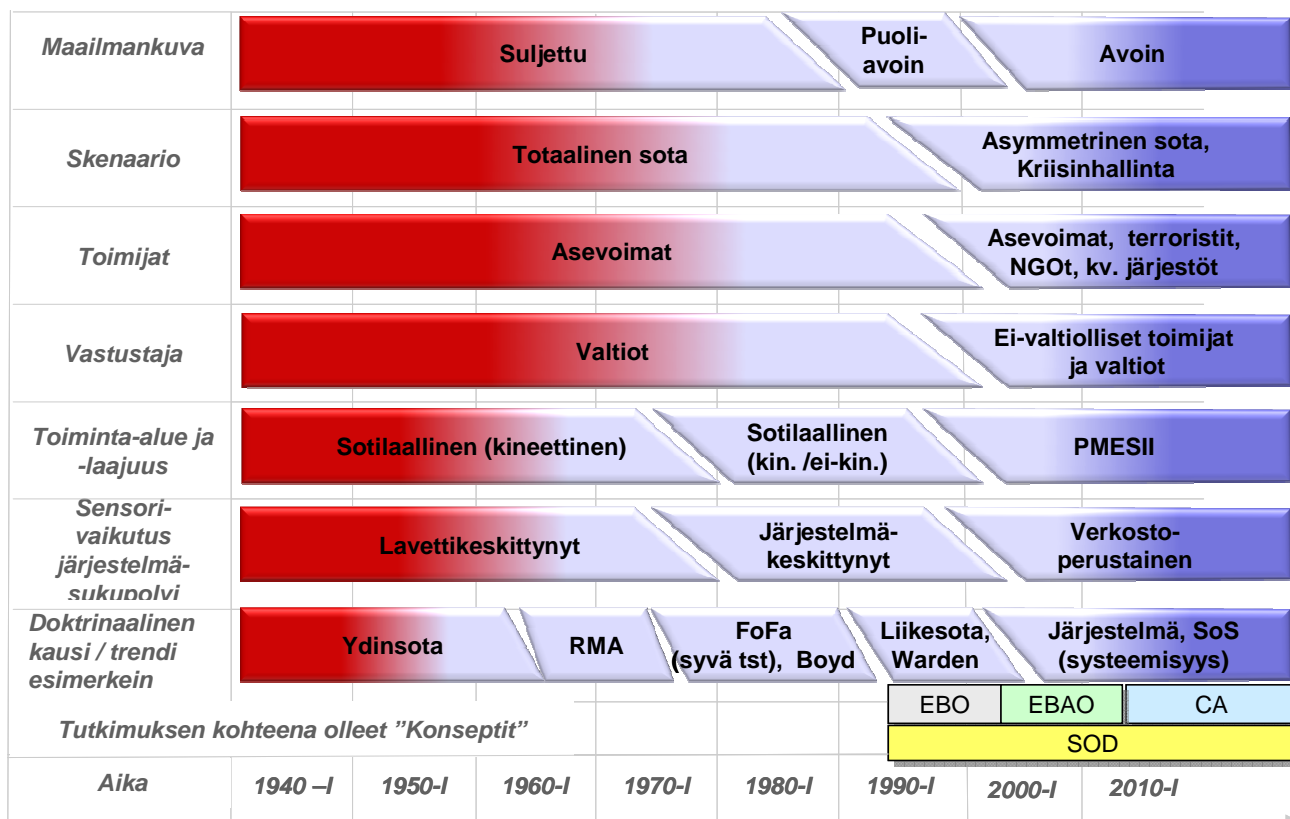 Maailmankuva
Suljettu
Puoli-
avoin
Avoin
Skenaario
Totaalinen sota
Asymmetrinen sota,
Kriisinhallinta
Toimijat
Asevoimat
Asevoimat, terroristit,
NGOt, kv. järjestöt
Vastustaja
Valtiot
Ei-valtiolliset toimijat
ja valtiot
Toiminta-alue ja
-laajuus
Sotilaallinen (kineettinen)
Sotilaallinen
(kin. /ei-kin.)
PMESII
Sensori-
vaikutus
järjestelmä-
sukupolvi
Lavettikeskittynyt
Järjestelmä-
keskittynyt
Verkosto-
perustainen
Doktrinaalinen
kausi / trendi
esimerkein
Ydinsota
RMA
FoFa
(syvä tst), Boyd
Liikesota,
Warden
Järjestelmä, SoS
(systeemisyys)
Tutkimuksen kohteena olleet ”Konseptit”
EBO
EBAO
CA
SOD
Aika
1940 –l
1950-l
1960-l
1970-l
1980-l
1990-l
2000-l
2010-l